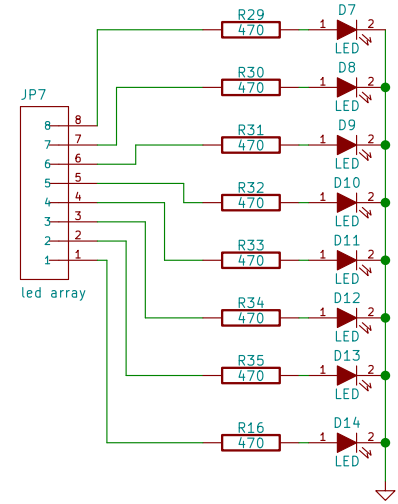 D7
R29
470
1
2
LED
D8
R30
470
1
2
LED
JP7
D9
8 8
R31
470
1
2
7 7
LED
6 6
D10
5 5
R32
470
1
2
4 4
LED
3 3
D11
2 2
R33
470
1
2
1 1
LED
led array
D12
R34
470
1
2
LED
D13
R35
470
1
2
LED
D14
R16
470
1
2
LED